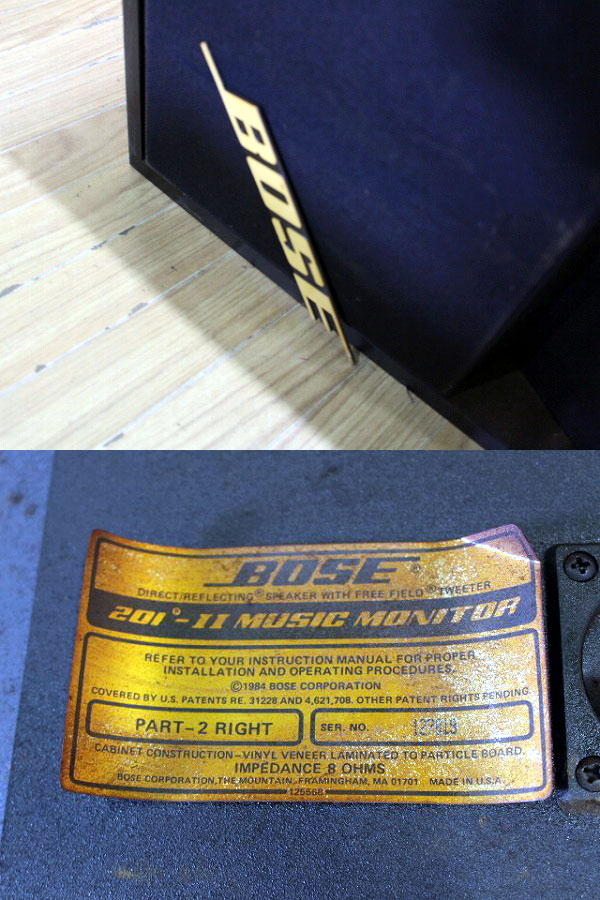 BOSE
BOSE®
DIRECT/REFLECTING® SPEAKER WITH FREE FIELD® TWEETER
201®-II MUSIC MONITOR
REFER TO YOUR INSTRUCTION MANUAL FOR PROPER
INSTALLATION AND OPERATING PROCEDURES.
©1984 BOSE CORPORATION
COVERED BY U.S. PATENTS RE. 31228 AND 4,621,708. OTHER PATENT RIGHTS PENDING.
PART-2 RIGHT
SER. NO.
CABINET CONSTRUCTION-VINYL VENEER LAMINATED TO PARTICLE BOARD.
IMPEDANCE 8 OHMS
BOSE CORPORATION, THE MOUNTAIN, FRAMINGHAM, MA 01701 MADE IN U.S.A.
125568